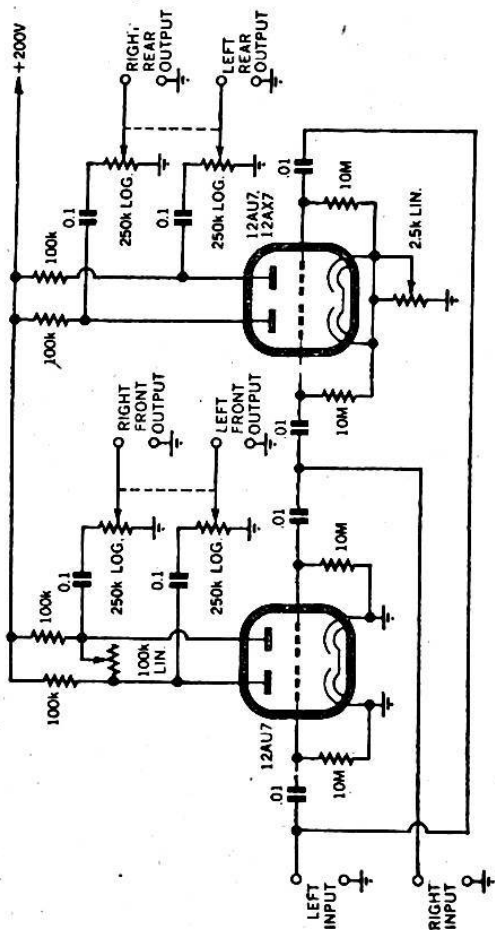 +200V
100k
100k
100k
100k
100k
LIN.
0.1
0.1
0.1
0.1
250k LOG.
250k LOG.
250k LOG.
250k LOG.
RIGHT
FRONT
OUTPUT
LEFT
FRONT
OUTPUT
RIGHT,
REAR
OUTPUT
LEFT
REAR
OUTPUT
12AU7
12AU7,
12AX7
.01
.01
.01
.01
10M
10M
10M
10M
2.5k LIN.
LEFT
INPUT
RIGHT
INPUT